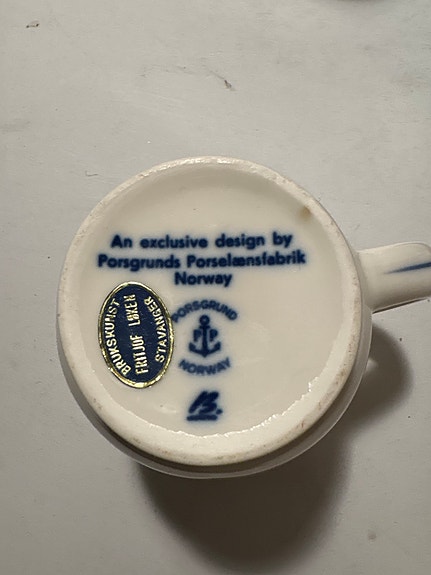 An exclusive design by
Porsgrunds Porselænsfabrik
Norway
BRUKSKUNST
FRITJOF LØKEN
STAVANGER
PORSGRUND
P P
NORWAY